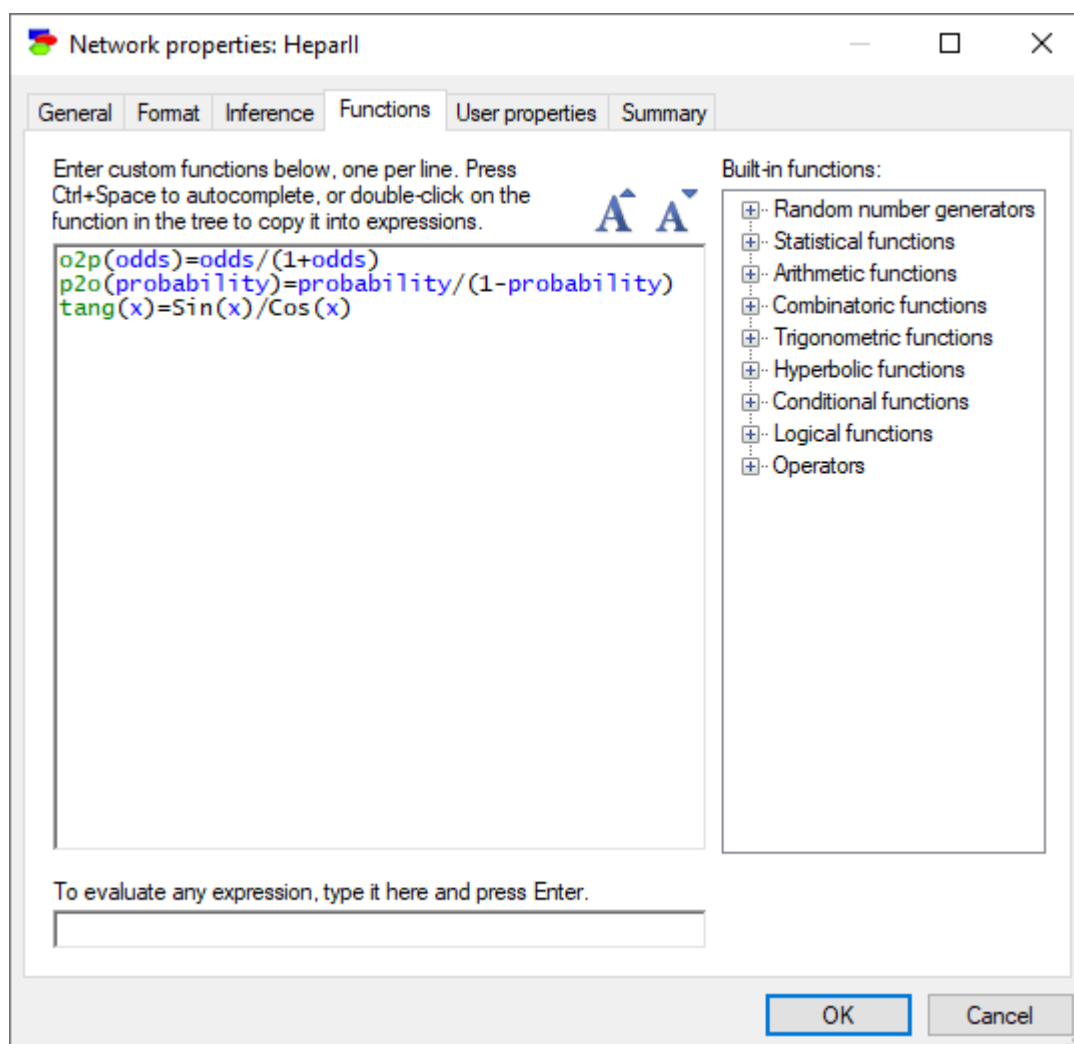 Network properties: HeparII
General Format Inference Functions User properties Summary
Enter custom functions below, one per line. Press
Ctrl+Space to autocomplete, or double-click on the
function in the tree to copy it into expressions.
A A
o2p(odds)=odds/(1+odds)
p2o(probability)=probability/(1-probability)
tang(x)=Sin(x)/Cos(x)
Built-in functions:
Random number generators
Statistical functions
Arithmetic functions
Combinatoric functions
Trigonometric functions
Hyperbolic functions
Conditional functions
Logical functions
Operators
To evaluate any expression, type it here and press Enter.
OK Cancel